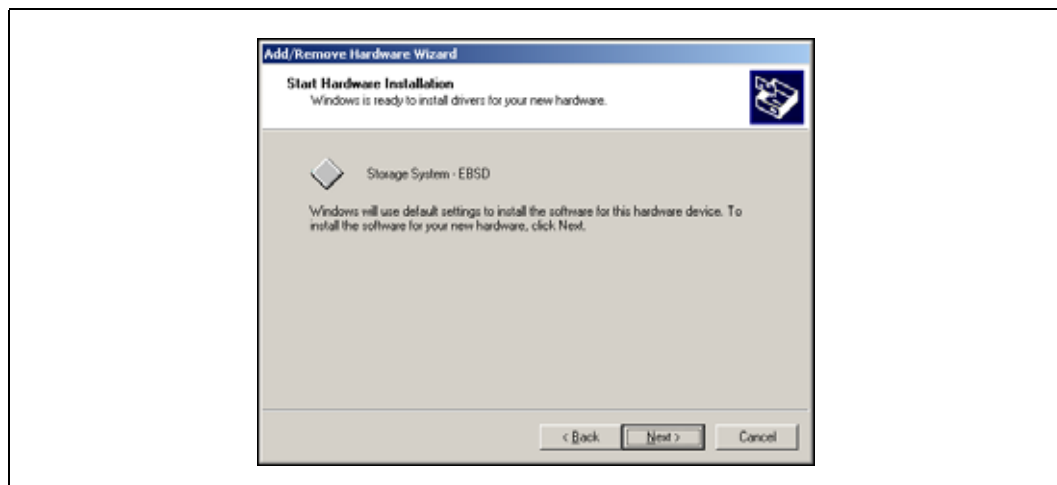 Add/Remove Hardware Wizard
Start Hardware Installation
Windows is ready to install drivers for your new hardware.
Storage System - EBSD
Windows will use default settings to install the software for this hardware device. To
install the software for your new hardware, click Next.
< Back
Next >
Cancel